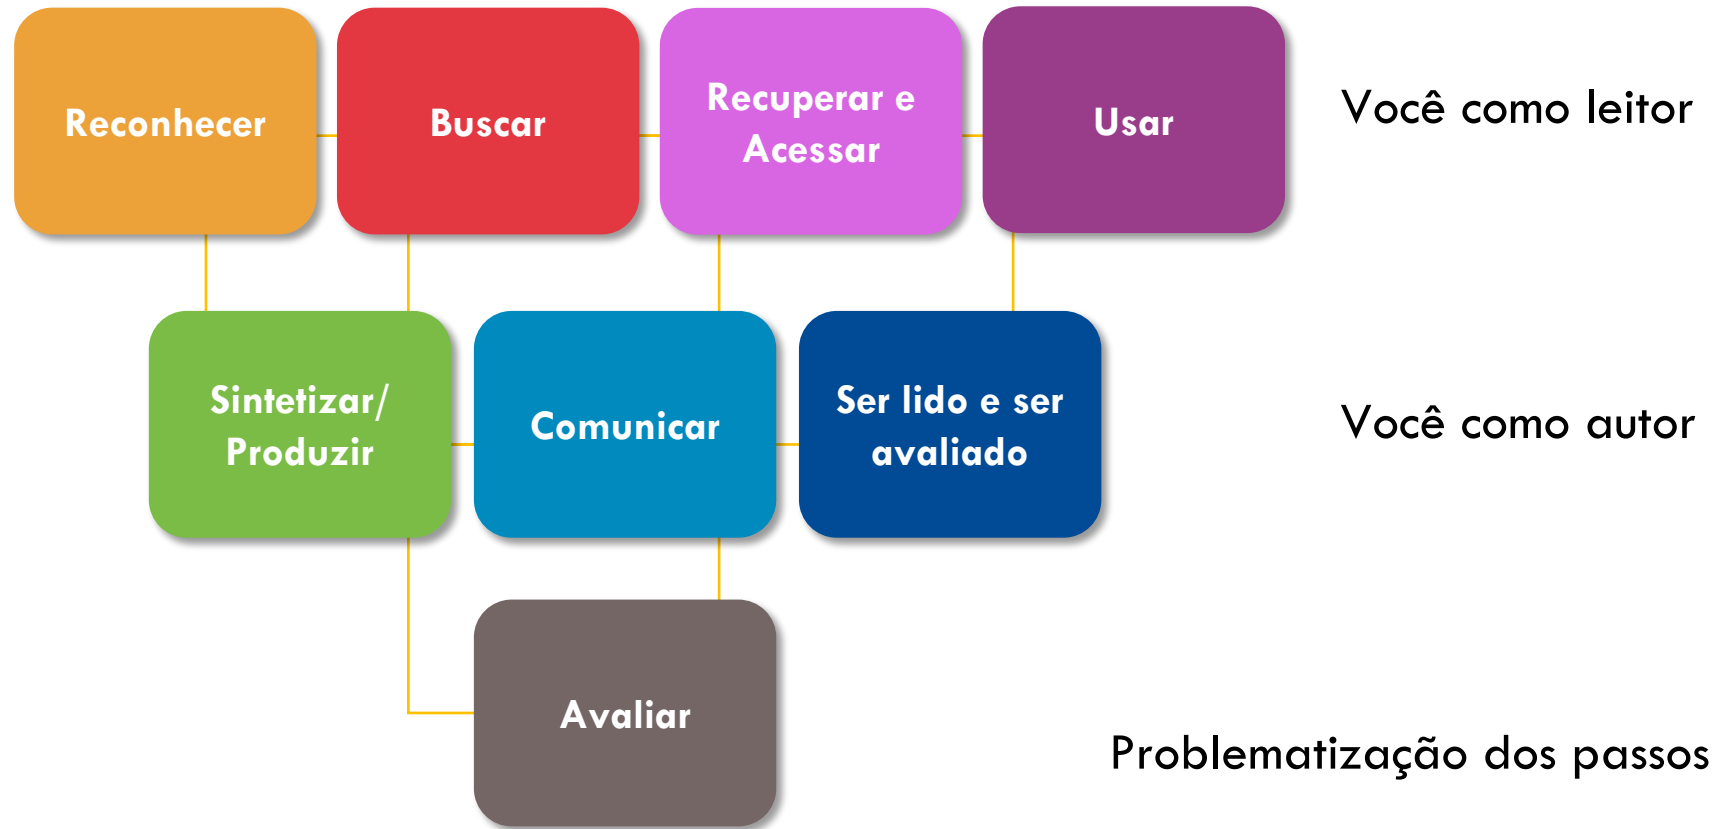 Reconhecer
Buscar
Recuperar e
Acessar
Usar
Você como leitor
Sintetizar/
Produzir
Comunicar
Ser lido e ser
avaliado
Você como autor
Avaliar
Problematização dos passos